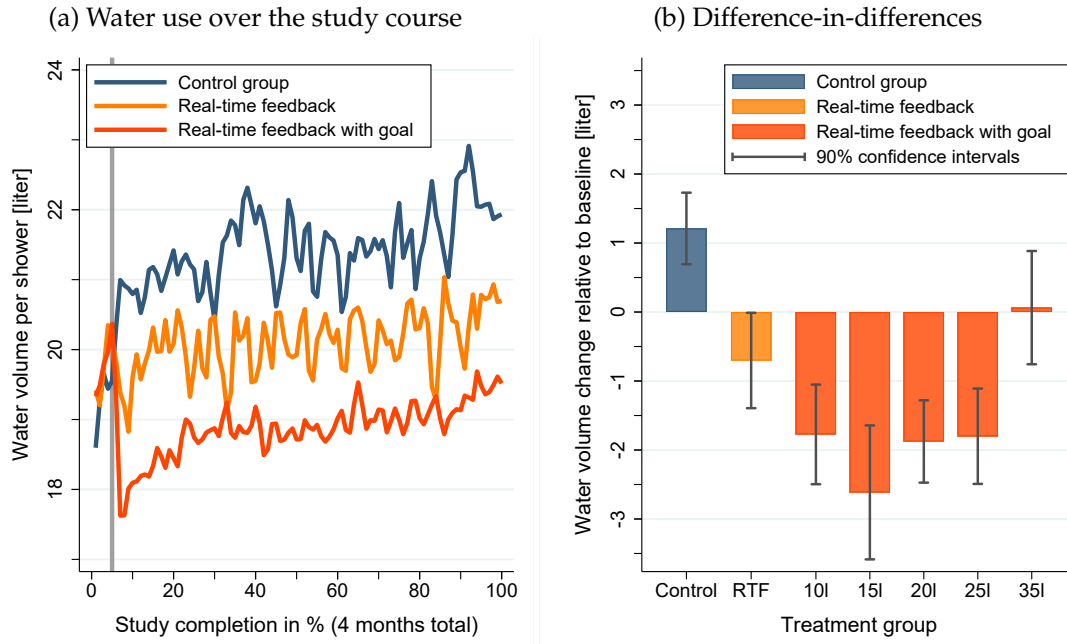 (a) Water use over the study course
Water volume per shower [liter]
24
22
20
18
Control group
Real-time feedback
Real-time feedback with goal
0
20
40
60
80
100
Study completion in % (4 months total)
(b) Difference-in-differences
Water volume change relative to baseline [liter]
3
2
1
0
-1
-2
-3
Control group
Real-time feedback
Real-time feedback with goal
90% confidence intervals
Control
RTF
10l
15l
20l
25l
35l
Treatment group